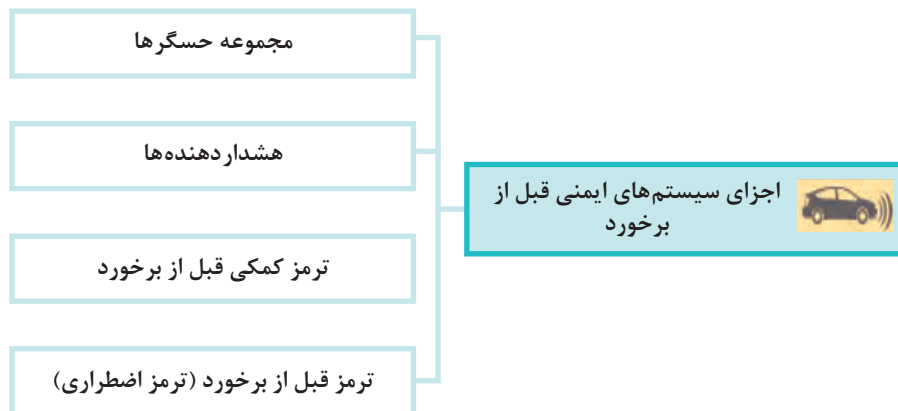 اجزای سیستم‌های ایمنی قبل از
برخورد
مجموعه حسگرها
هشداردهنده‌ها
ترمز کمکی قبل از برخورد
ترمز قبل از برخورد (ترمز اضطراری)